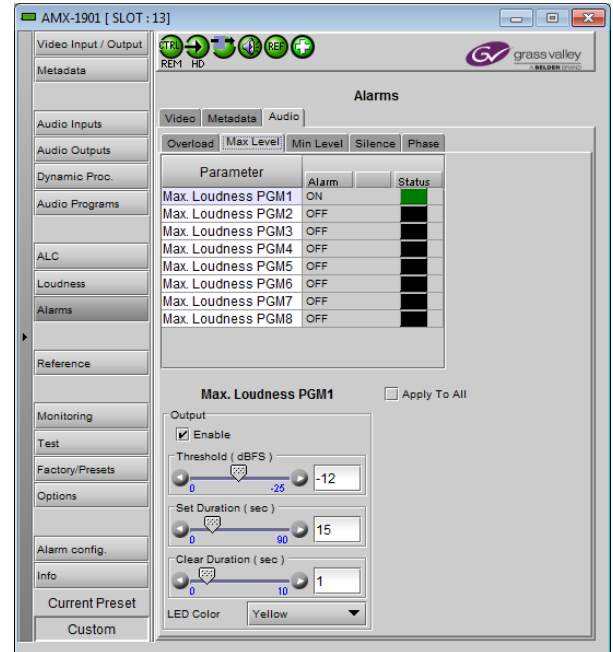 AMX-1901 [ SLOT : 13]
Video Input / Output
Metadata
Audio Inputs
Audio Outputs
Dynamic Proc.
Audio Programs
ALC
Loudness
Alarms
Reference
Monitoring
Test
Factory/Presets
Options
Alarm config.
Info
Current Preset
Custom
CTRL
REF
REM HD
GV grass valley
A BELDEN BRAND
Alarms
Video Metadata Audio
Overload Max Level Min Level Silence Phase
Parameter Alarm Status
Max. Loudness PGM1 ON
Max. Loudness PGM2 OFF
Max. Loudness PGM3 OFF
Max. Loudness PGM4 OFF
Max. Loudness PGM5 OFF
Max. Loudness PGM6 OFF
Max. Loudness PGM7 OFF
Max. Loudness PGM8 OFF
Max. Loudness PGM1 Apply To All
Output
Enable
Threshold ( dBFS )
0 -25 -12
Set Duration ( sec )
0 90 15
Clear Duration ( sec )
0 10 1
LED Color Yellow